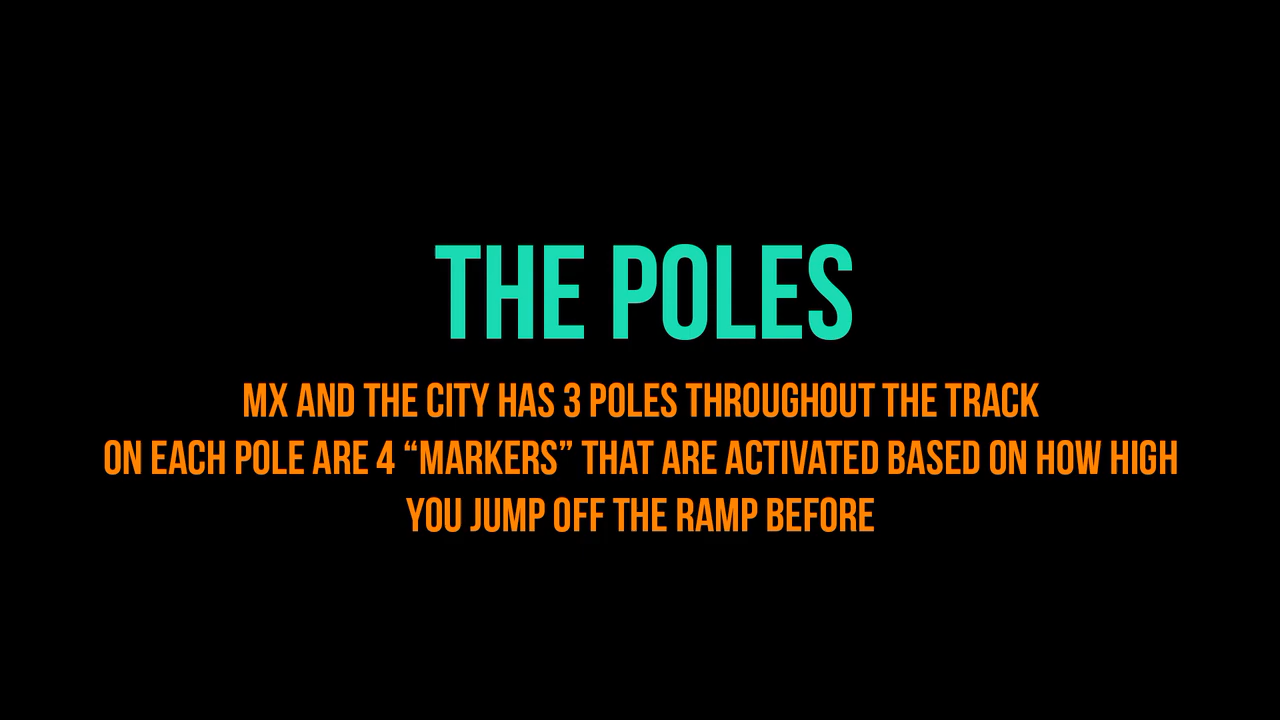 THE POLES
MX AND THE CITY HAS 3 POLES THROUGHOUT THE TRACK
ON EACH POLE ARE 4 “MARKERS” THAT ARE ACTIVATED BASED ON HOW HIGH
YOU JUMP OFF THE RAMP BEFORE